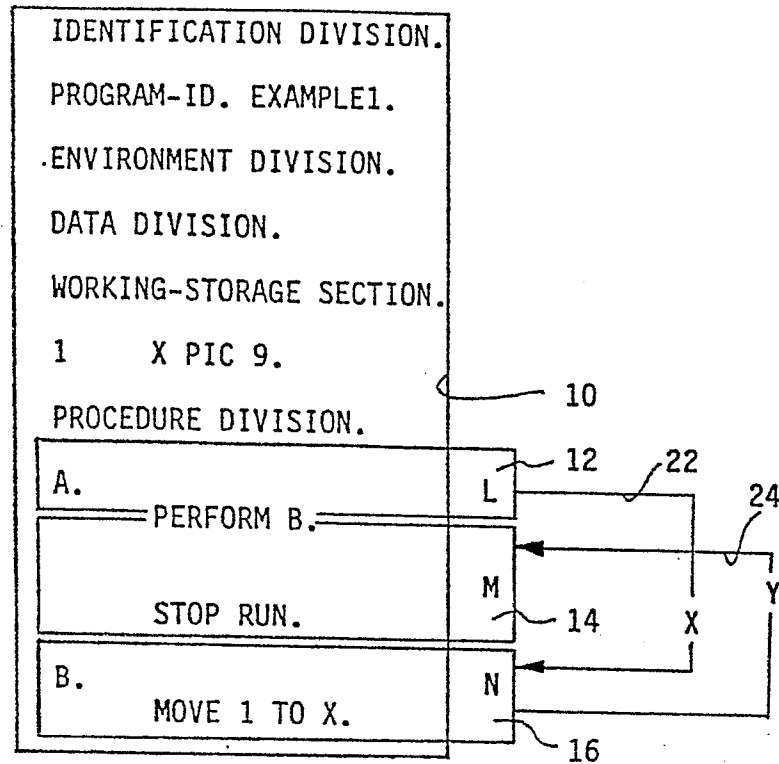 IDENTIFICATION DIVISION.
PROGRAM-ID. EXAMPLE1.
ENVIRONMENT DIVISION.
DATA DIVISION.
WORKING-STORAGE SECTION.
1 X PIC 9.
10
PROCEDURE DIVISION.
12
22
A. L
24
PERFORM B.
M Y
STOP RUN. 14 X
B. N
MOVE 1 TO X.
16